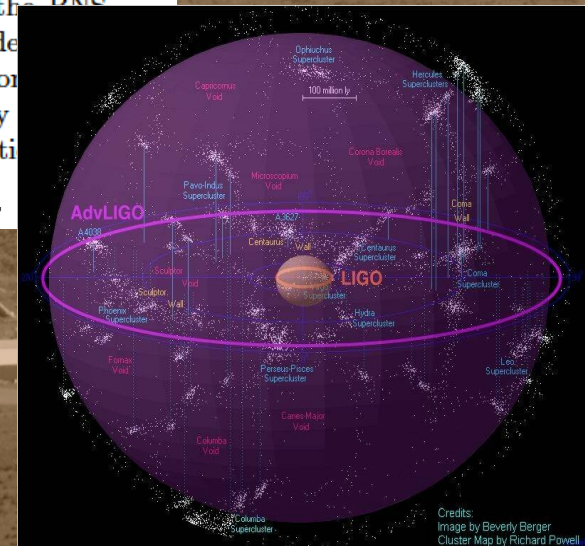 the BNS
Ophiuchus
Supercluster
Hercules
Superclusters
Capricornus
Void
100 million ly
Corona Borealis
Void
Microscopium
Void
Pavo-Indus
Supercluster
AdvLIGO
A3627
Coma
Wall
A4038
Centaurus
Wall
Centaurus
Supercluster
Sculptor
Void
LIGO
Coma
Supercluster
Sculptor
Wall
Supercluster
Phoenix
Supercluster
Hydra
Supercluster
Fornax
Void
Perseus-Pisces
Supercluster
Leo
Supercluster
Canes-Major
Void
Columba
Void
Columba
Supercluster
Credits:
Image by Beverly Berger
Cluster Map by Richard Powell